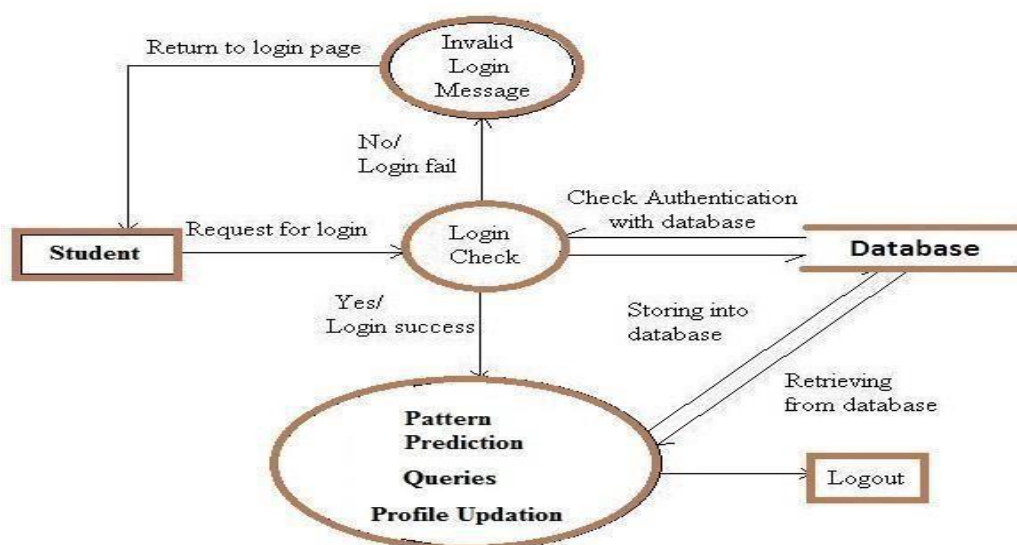 Return to login page
Invalid
Login
Message
No/
Login fail
Check Authentication
with database
Request for login
Student
Login
Check
Database
Yes/
Login success
Storing into
database
Retrieving
from database
Pattern
Prediction
Queries
Profile Updation
Logout